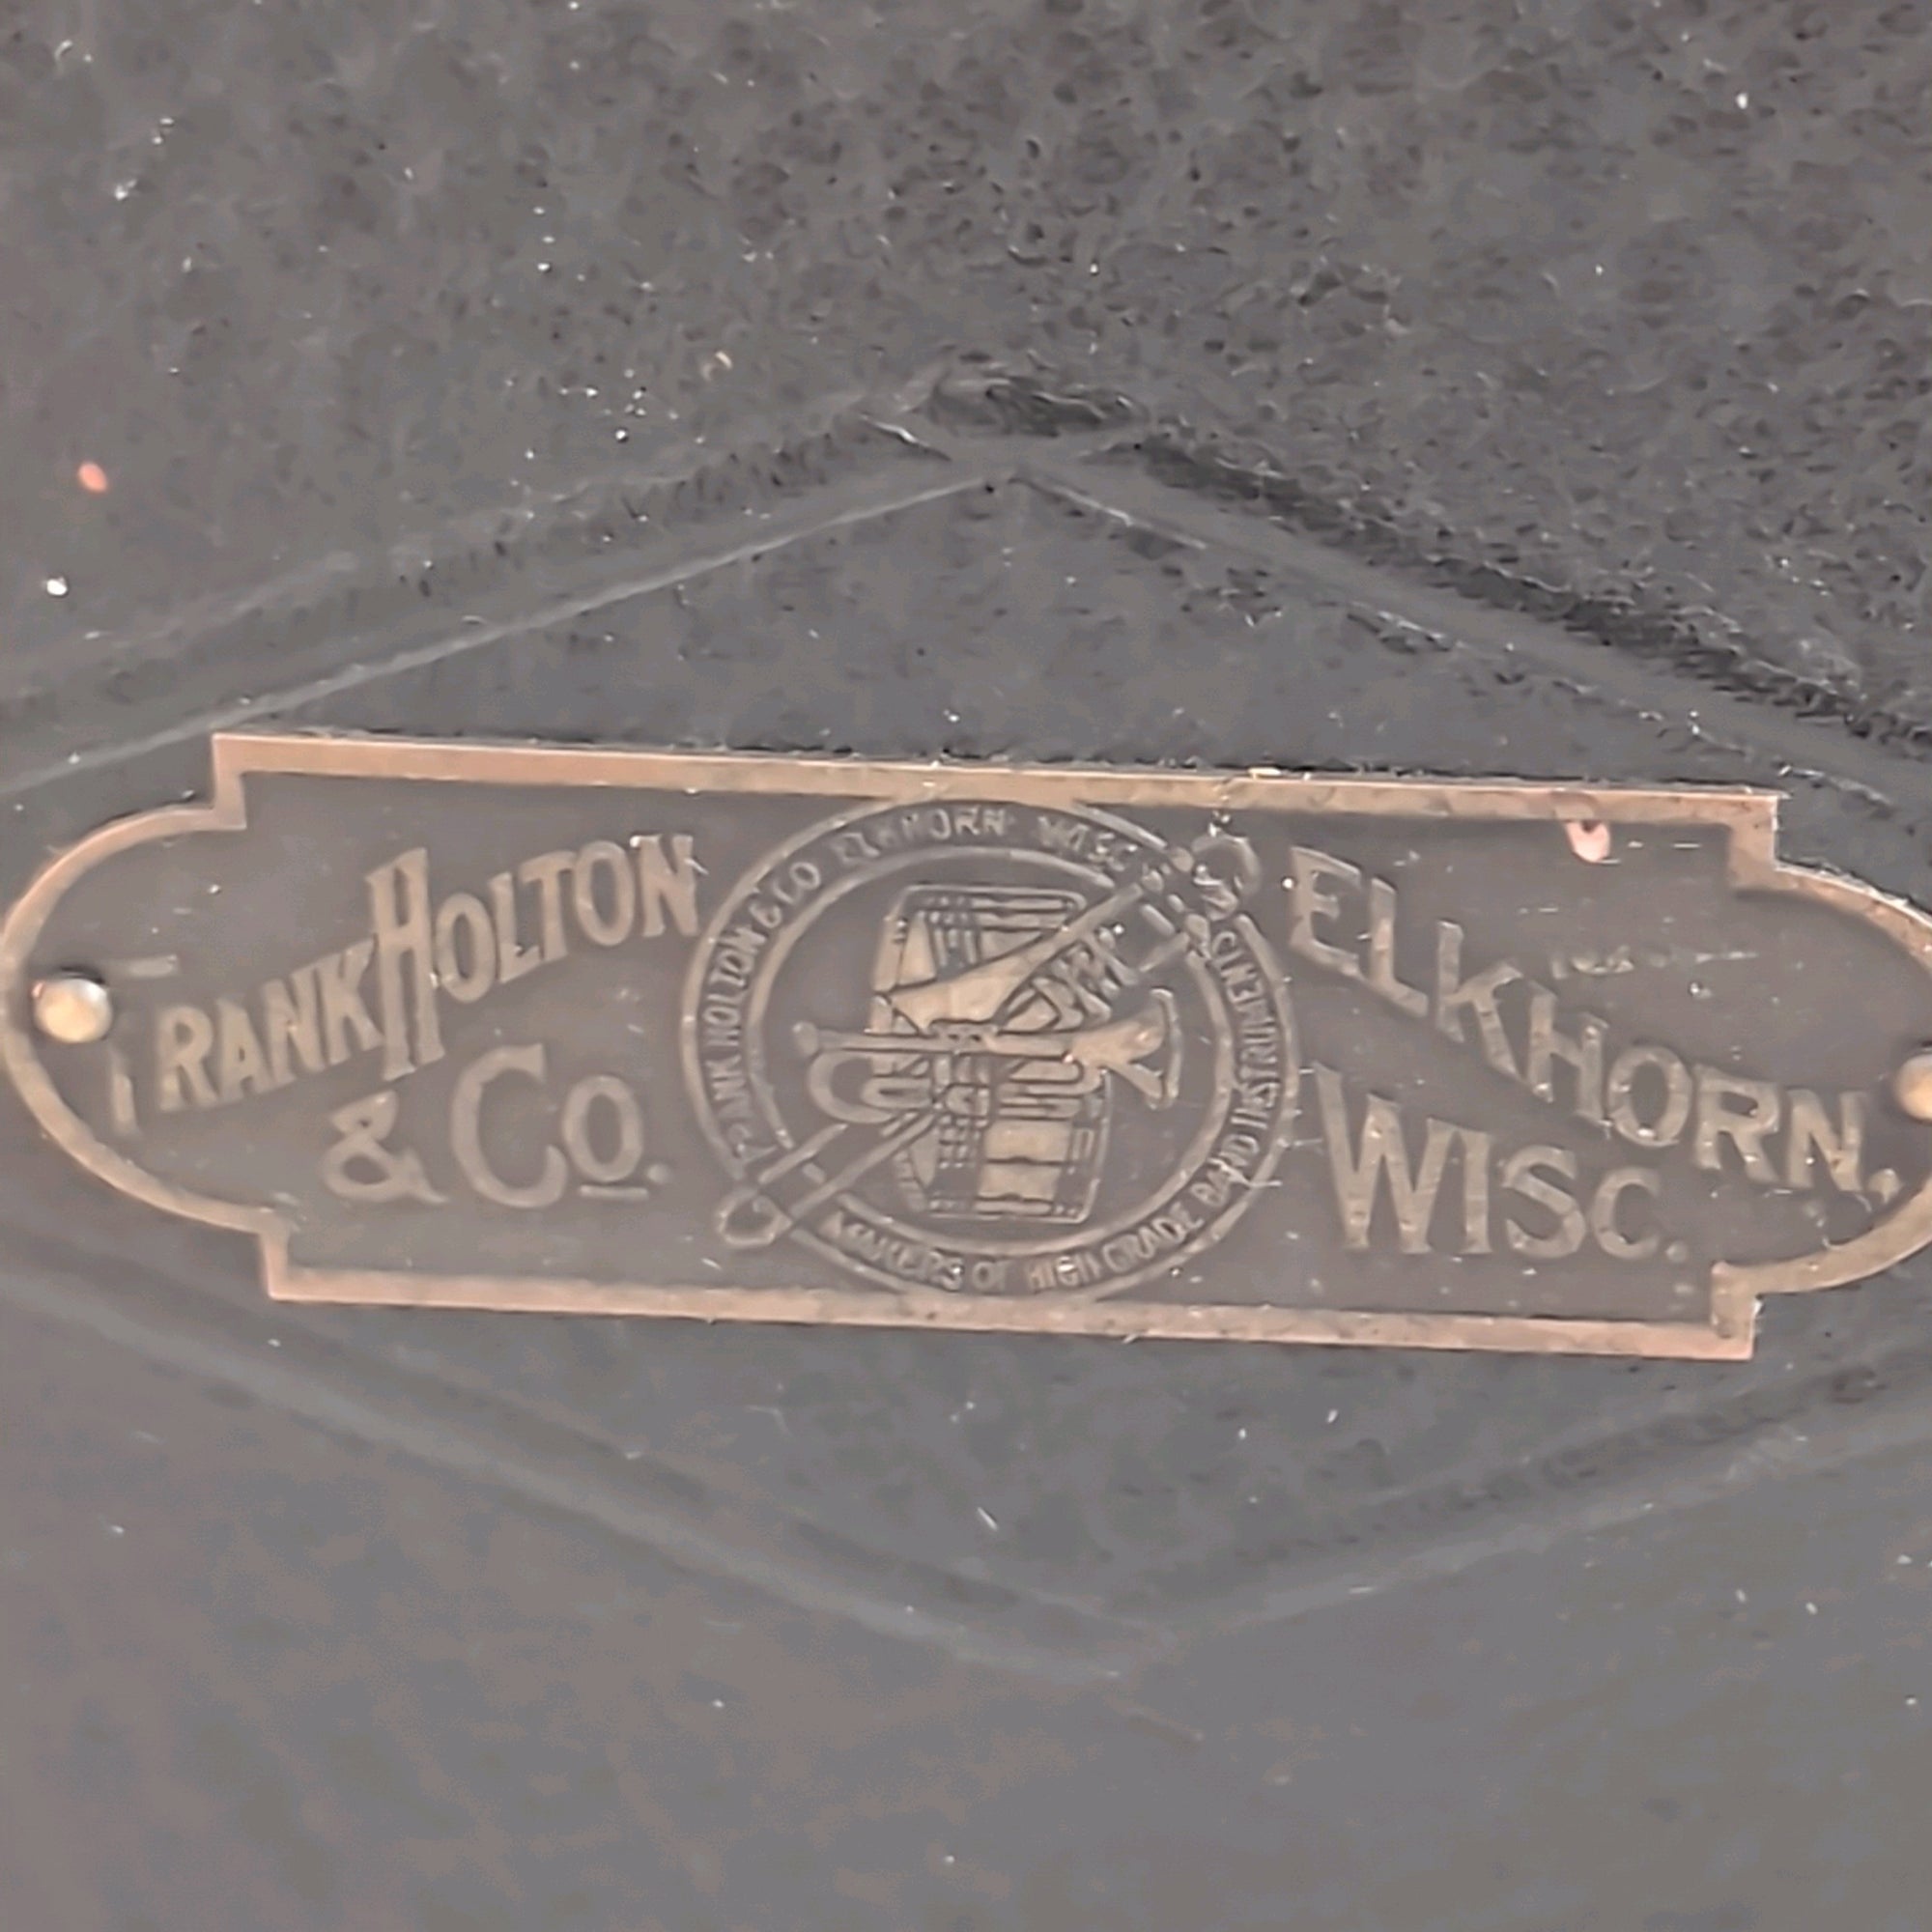 FRANK HOLTON
& Co.
FRANK HOLTON & CO ELKHORN WISC
MAKERS OF HIGH GRADE BAND INSTRUMENTS
ELKHORN,
WISC.